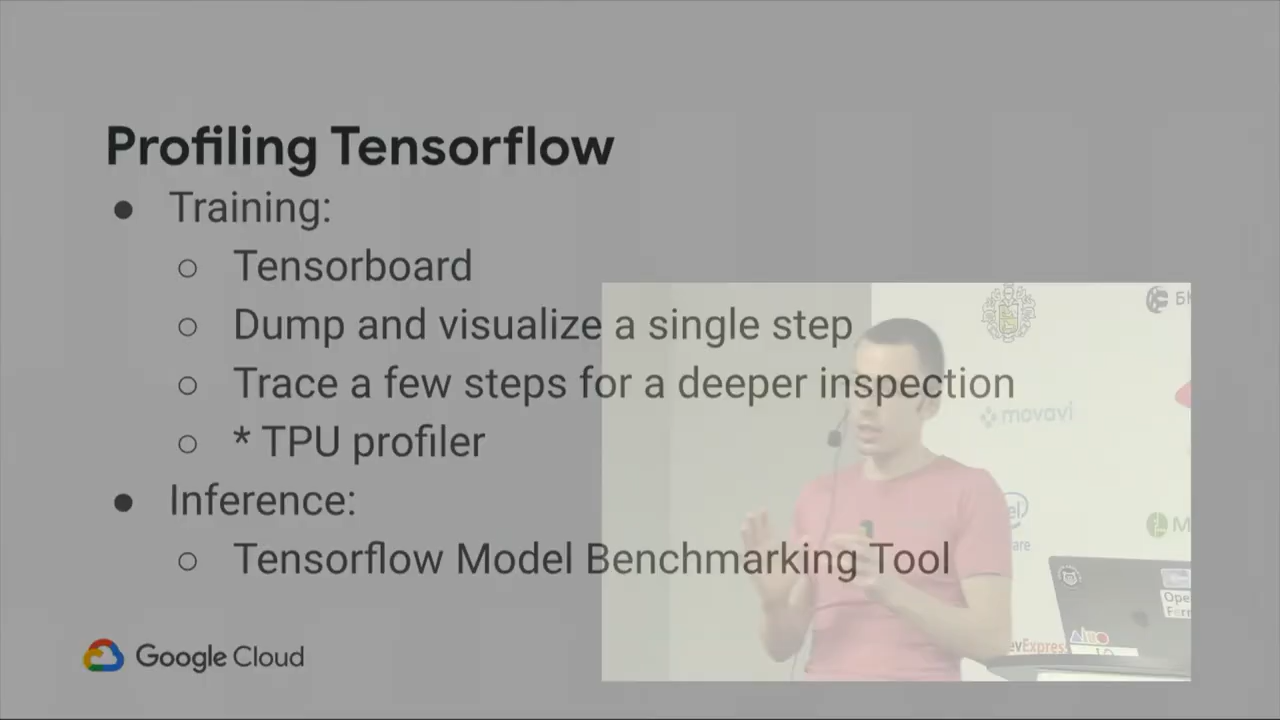 Profiling Tensorflow
● Training:
○ Tensorboard
○ Dump and visualize a single step
○ Trace a few steps for a deeper inspection
○ * TPU profiler
● Inference:
○ Tensorflow Model Benchmarking Tool
Google Cloud
movavi
Ope